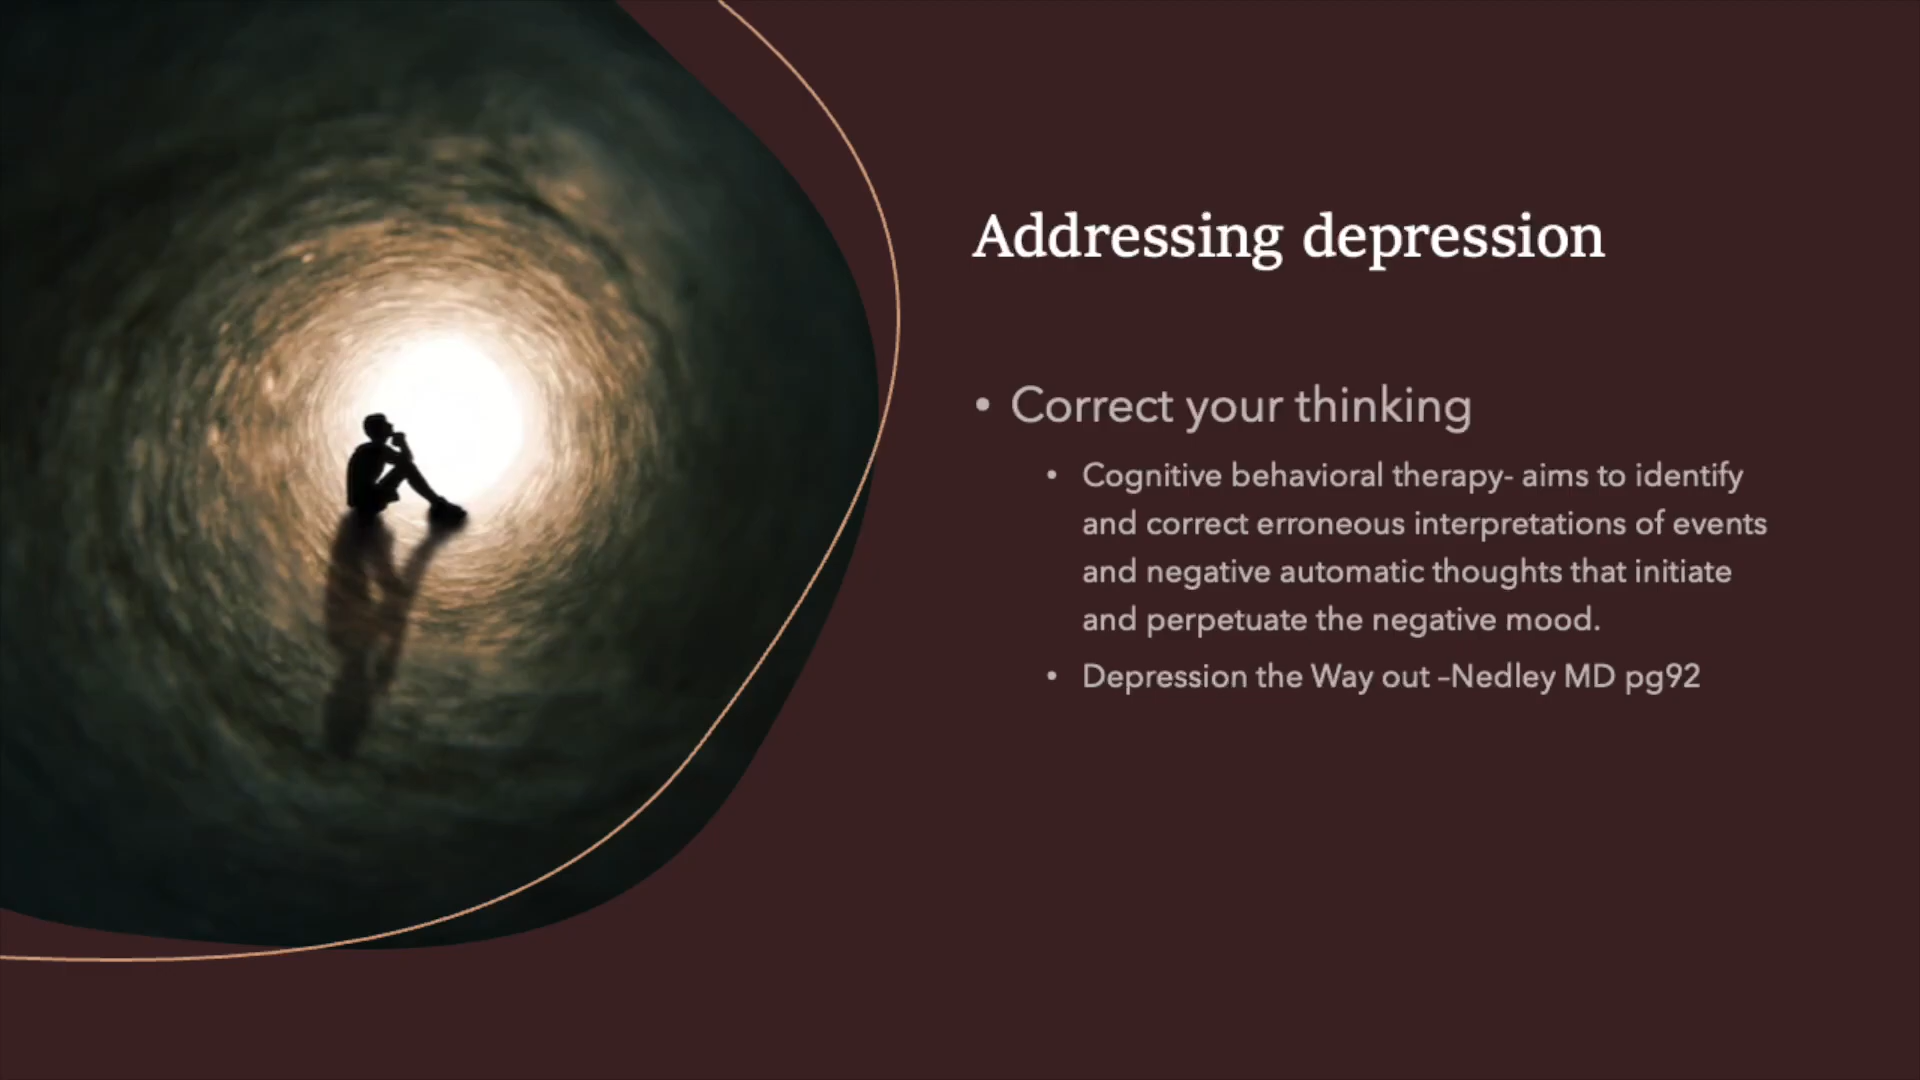 Addressing depression
• Correct your thinking
• Cognitive behavioral therapy- aims to identify
and correct erroneous interpretations of events
and negative automatic thoughts that initiate
and perpetuate the negative mood.
• Depression the Way out –Nedley MD pg92